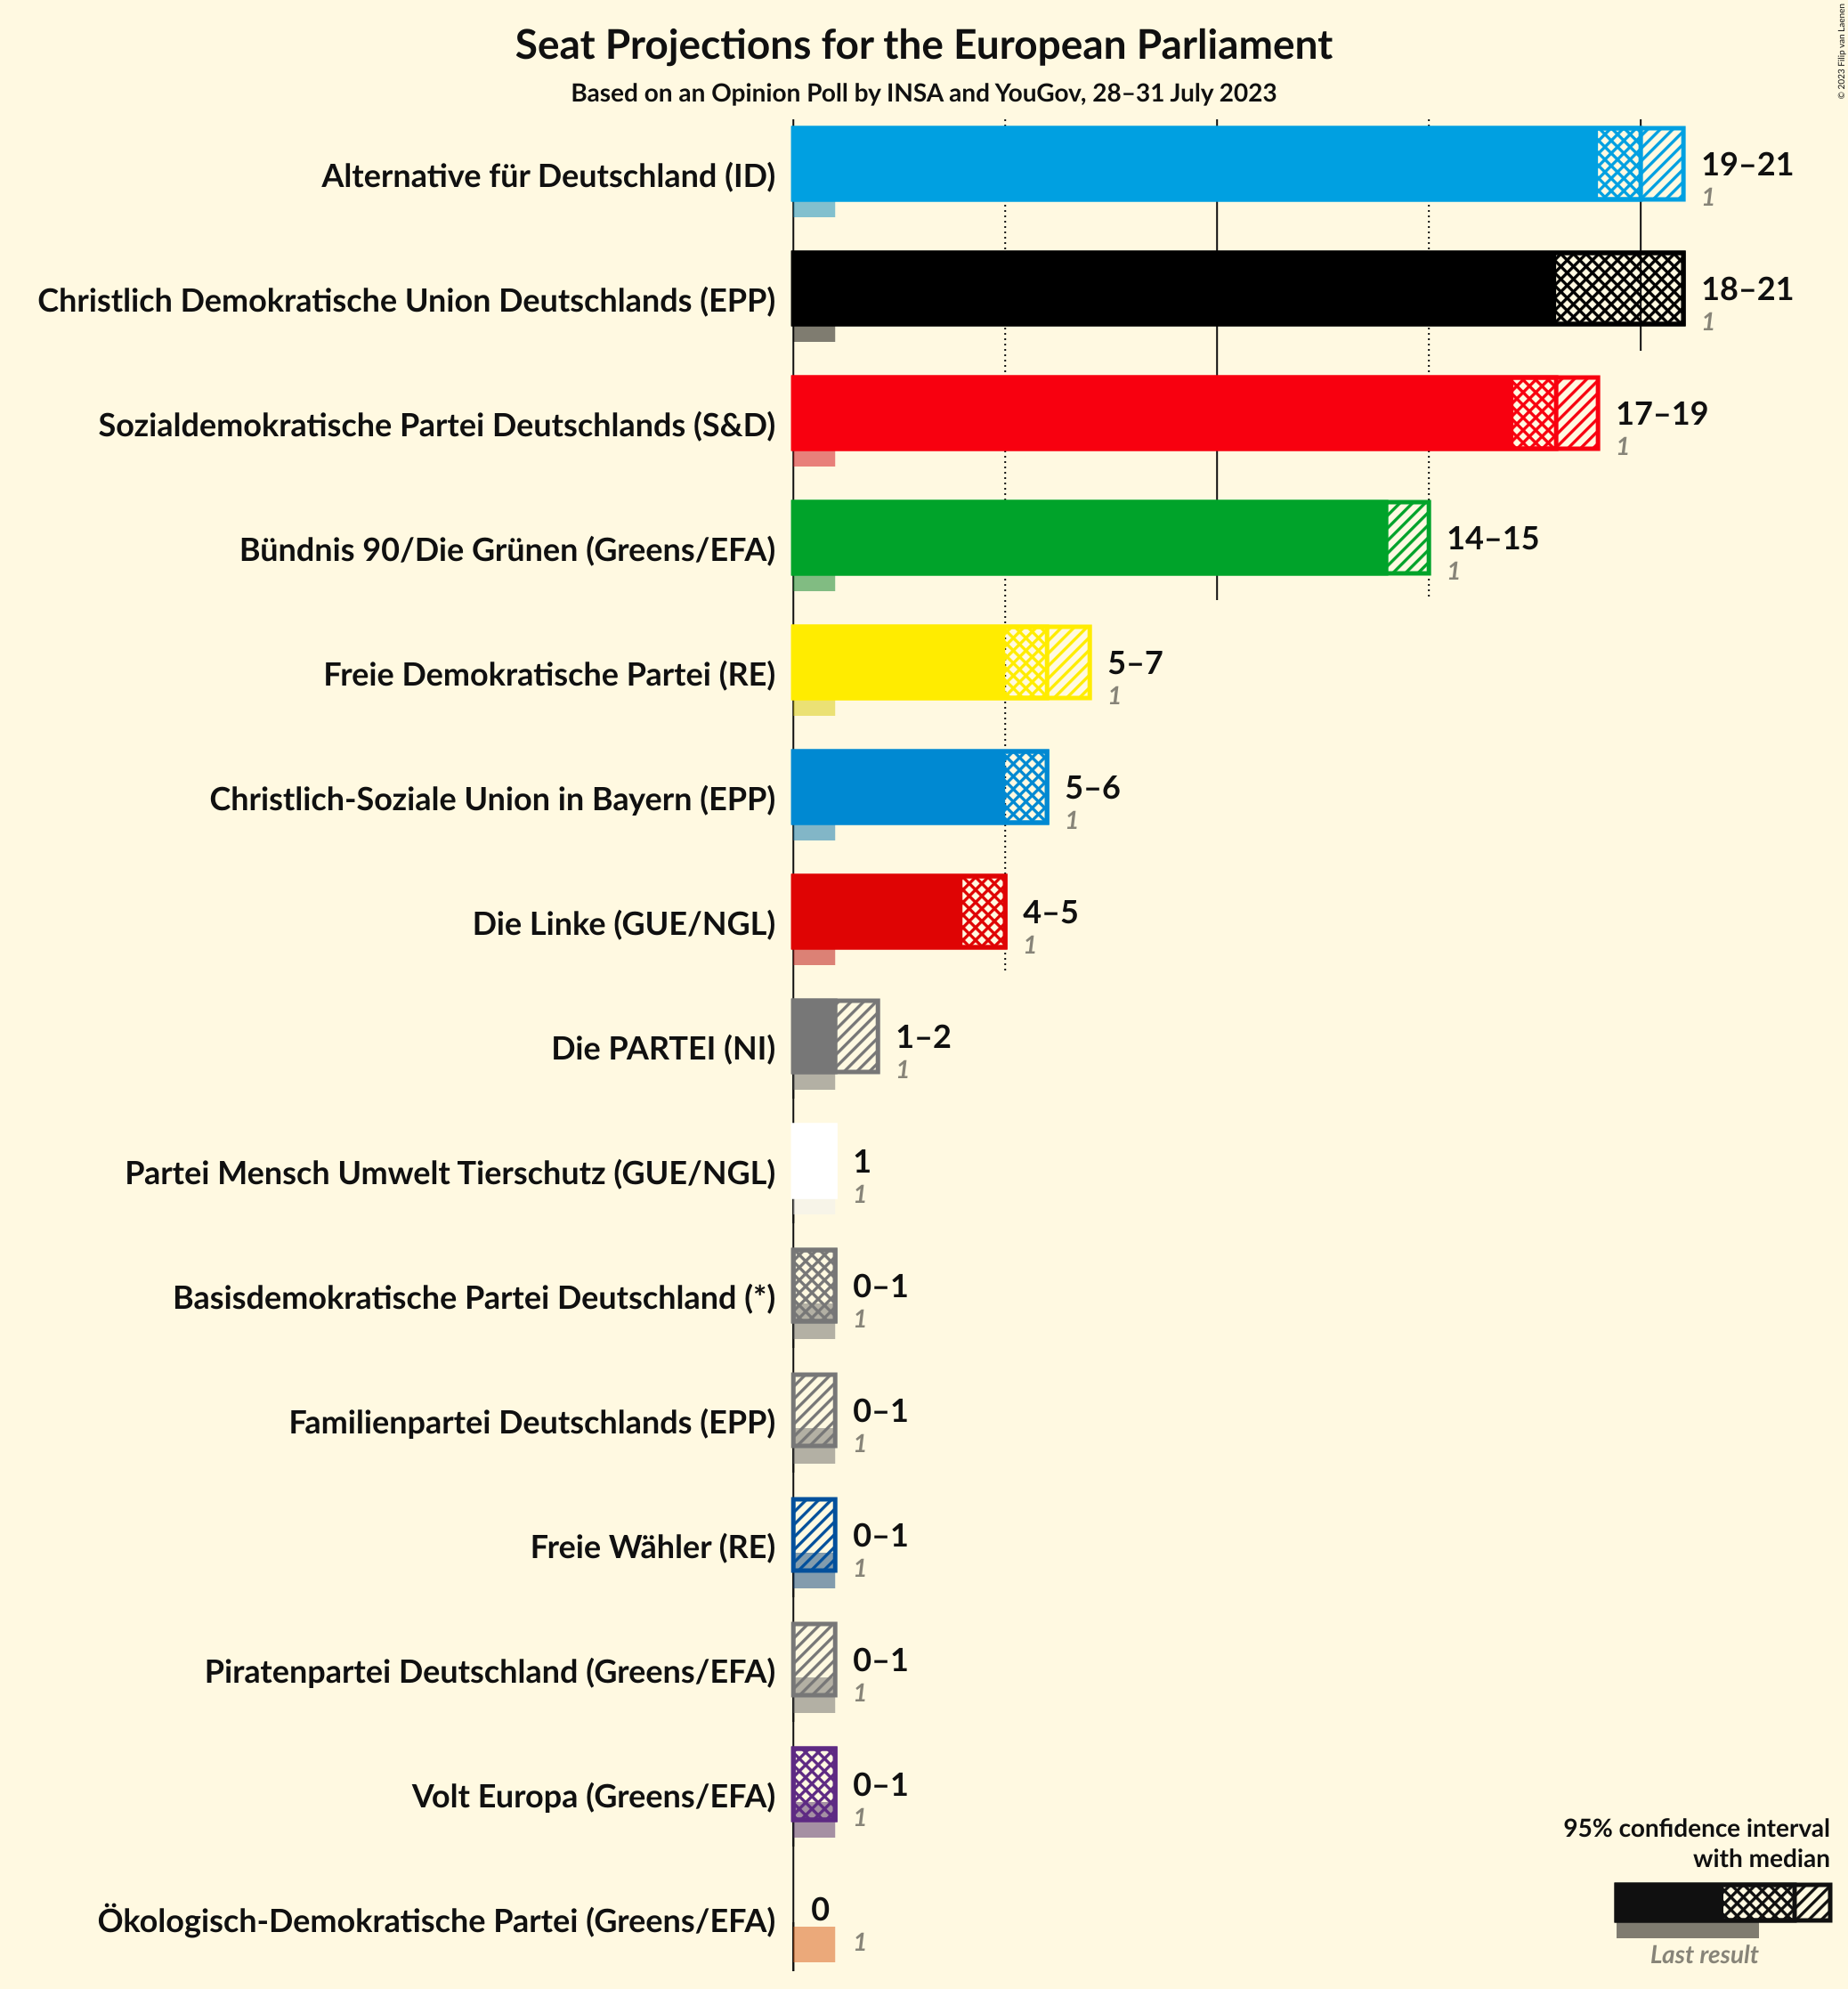 Seat Projections for the European Parliament
Based on an Opinion Poll by INSA and YouGov, 28–31 July 2023
© 2023 Filip van Laenen
Alternative für Deutschland (ID)
19–21
1
Christlich Demokratische Union Deutschlands (EPP)
18–21
1
Sozialdemokratische Partei Deutschlands (S&D)
17–19
1
Bündnis 90/Die Grünen (Greens/EFA)
14–15
1
Freie Demokratische Partei (RE)
5–7
1
Christlich-Soziale Union in Bayern (EPP)
5–6
1
Die Linke (GUE/NGL)
4–5
1
Die PARTEI (NI)
1–2
1
Partei Mensch Umwelt Tierschutz (GUE/NGL)
1
1
Basisdemokratische Partei Deutschland (*)
0–1
1
Familienpartei Deutschlands (EPP)
0–1
1
Freie Wähler (RE)
0–1
1
Piratenpartei Deutschland (Greens/EFA)
0–1
1
Volt Europa (Greens/EFA)
0–1
1
Ökologisch-Demokratische Partei (Greens/EFA)
0
1
95% confidence interval
with median
Last result